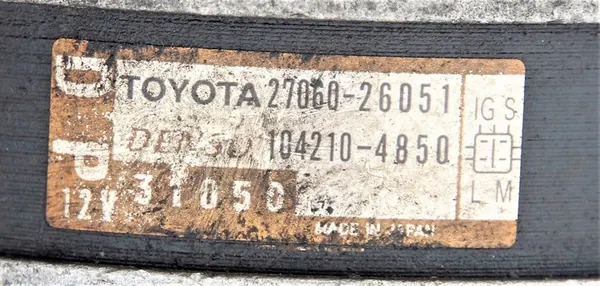 D
TOYOTA 27060-26051
IG S
DENSO 104210-4850
P
12V 31050
L M
MADE IN JAPAN